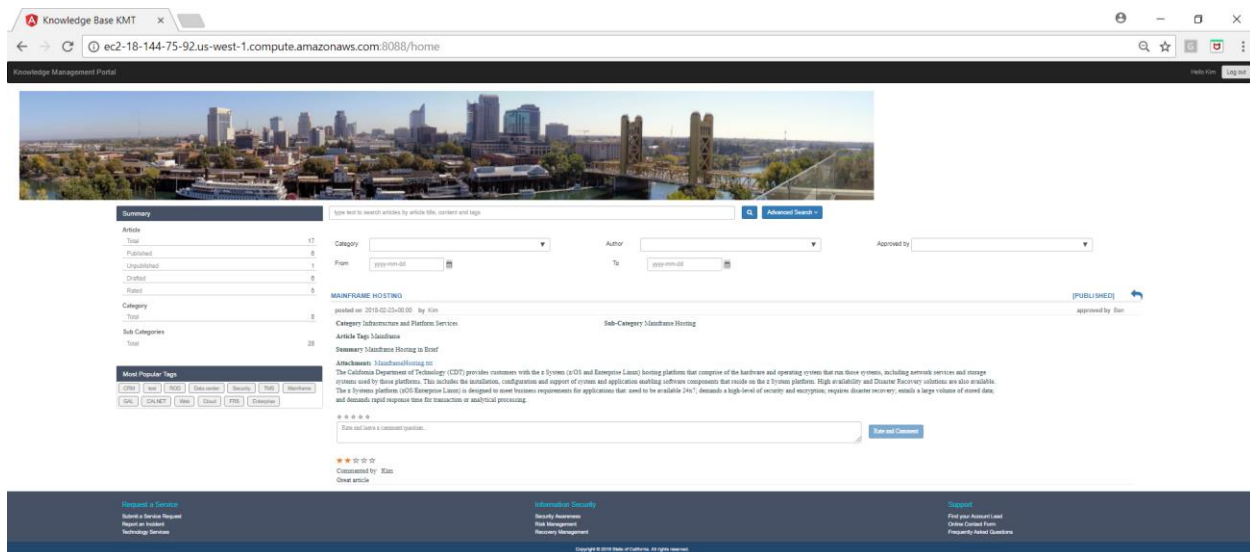 Knowledge Base KMT
ec2-18-144-75-92.us-west-1.compute.amazonaws.com:8088/home
Knowledge Management Portal
Hello Kim
Log out
Summary
Article
Total 17
Published 8
Unpublished 1
Drafted
Rated
Category
Total 8
Sub Categories
Total 28
Most Popular Tags
CRM test Data center Security TMS Mainframe
GAL CALNET Web Cloud FRS Enterprise
type text to search articles by article title, content and tags
Advanced Search
Category Author Approved by
From yyyy-mm-dd To yyyy-mm-dd
MAINFRAME HOSTING [PUBLISHED]
posted on 2018-02-23+00:00 by Kim approved by Ben
Category Infrastructure and Platform Services Sub-Category Mainframe Hosting
Article Tags Mainframe
Summary Mainframe Hosting in Brief
Attachments MainframeHosting.txt
The California Department of Technology (CDT) provides customers with the z System (z/OS and Enterprise Linux) hosting platform that comprise of the hardware and operating system that run those systems, including network services and storage
systems used by those platforms. This includes the installation, configuration and support of system and application enabling software components that reside on the z System platform. High availability and Disaster Recovery solutions are also available.
The z Systems platform (z/OS Enterprise Linux) is designed to meet business requirements for applications that: need to be available 24x7; demands a high-level of security and encryption; requires disaster recovery; entails a large volume of stored data;
and demands rapid response time for transaction or analytical processing.
Rate and leave a comment/question...
Rate and Comment
Commented by Kim
Great article
Request a Service
Submit a Service Request
Report an Incident
Technology Services
Information Security
Security Awareness
Risk Management
Recovery Management
Support
Find your Account Lead
Online Contact Form
Frequently Asked Questions
Copyright © 2018 State of California. All rights reserved.